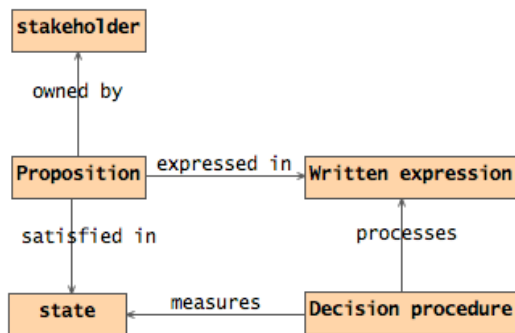 stakeholder
owned by
Proposition
expressed in
Written expression
satisfied in
processes
state
measures
Decision procedure